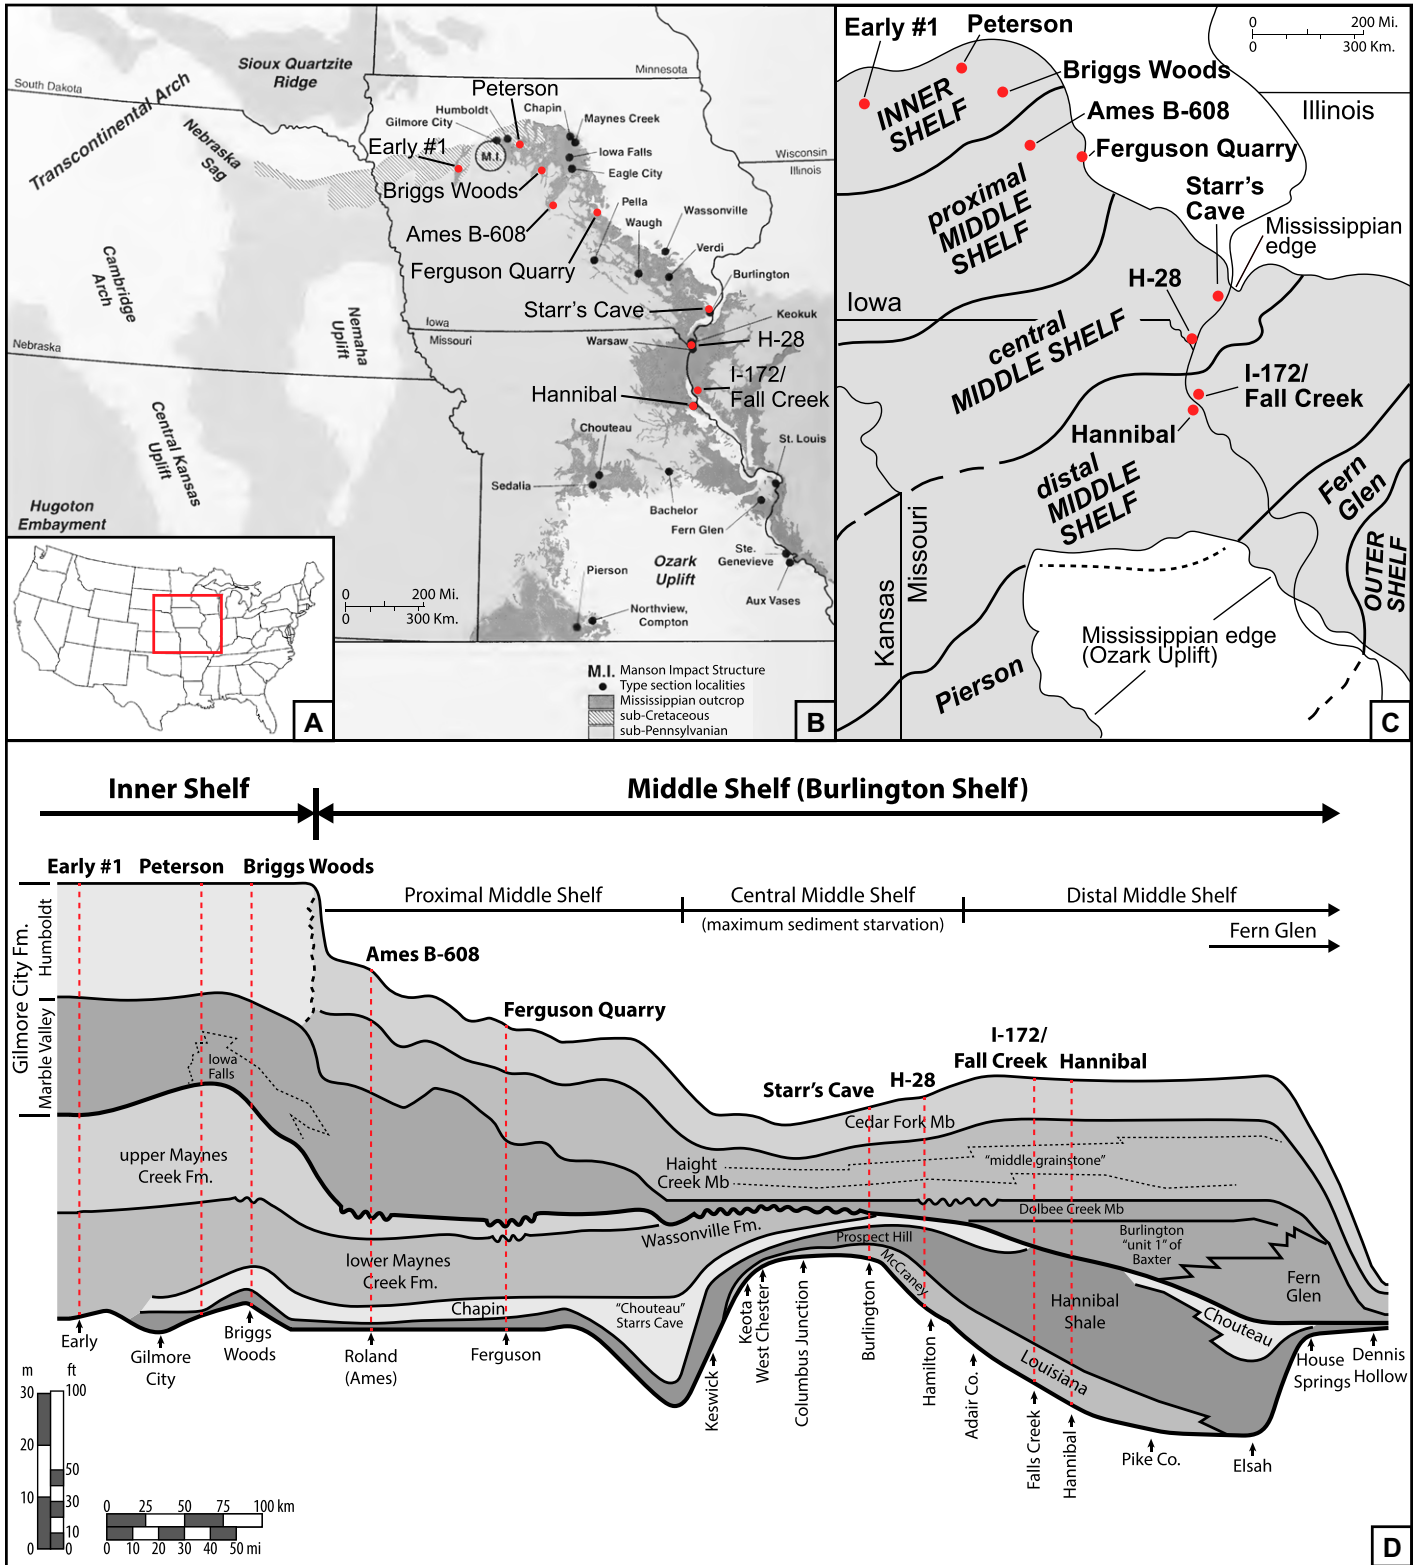 South Dakota
Transcontinental Arch
Sioux Quartzite
Ridge
Nebraska
Sag
Minnesota
Peterson
Humboldt
Chapin
Gilmore City
Maynes Creek
Early #1
M.I.
Iowa Falls
Wisconsin
Illinois
Eagle City
Briggs Woods
Pella
Wassonville
Waugh
Ames B-608
Verdi
Ferguson Quarry
Burlington
Cambridge
Arch
Starr's Cave
Nemaha
Uplift
Iowa
Missouri
Keokuk
Warsaw
H-28
Nebraska
I-172/
Fall Creek
Hannibal
Central Kansas
Uplift
Chouteau
St. Louis
Sedalia
Hugoton
Embayment
Bachelor
Fern Glen
Ozark
Uplift
Ste.
Genevieve
Pierson
Aux Vases
0 200 Mi.
0 300 Km.
Northview,
Compton
M.I. Manson Impact Structure
Type section localities
Mississippian outcrop
sub-Cretaceous
sub-Pennsylvanian
A
B
Early #1
Peterson
0 200 Mi.
0 300 Km.
Briggs Woods
INNER
SHELF
Illinois
Ames B-608
Ferguson Quarry
proximal
MIDDLE
SHELF
Starr's
Cave
Mississippian
edge
H-28
Iowa
central
MIDDLE SHELF
I-172/
Fall Creek
Hannibal
distal
MIDDLE
SHELF
Fern
Glen
Kansas
Missouri
OUTER
SHELF
Mississippian edge
(Ozark Uplift)
Pierson
C
Inner Shelf
Middle Shelf (Burlington Shelf)
Early #1
Peterson
Briggs Woods
Proximal Middle Shelf
Central Middle Shelf
(maximum sediment starvation)
Distal Middle Shelf
Fern Glen
Gilmore City Fm.
Humboldt
Marble Valley
Ames B-608
Ferguson Quarry
I-172/
Fall Creek
Hannibal
Starr's Cave
H-28
Iowa
Falls
Cedar Fork Mb
upper Maynes
Creek Fm.
Haight
Creek Mb
"middle grainstone"
Dolbee Creek Mb
Wassonville Fm.
Prospect Hill
Burlington
"unit 1" of
Baxter
lower Maynes
Creek Fm.
McCraney
Fern
Glen
Chapin
"Chouteau"
Starrs Cave
Hannibal
Shale
Chouteau
Louisiana
Early
Gilmore
City
Briggs
Woods
Roland
(Ames)
Ferguson
Keswick
Keota
West Chester
Columbus Junction
Burlington
Hamilton
Adair Co.
Falls Creek
Hannibal
Pike Co.
Elsah
House
Springs
Dennis
Hollow
m ft
30 100
20
50
10 30
10
0 0
0 25 50 75 100 km
0 10 20 30 40 50 mi
D